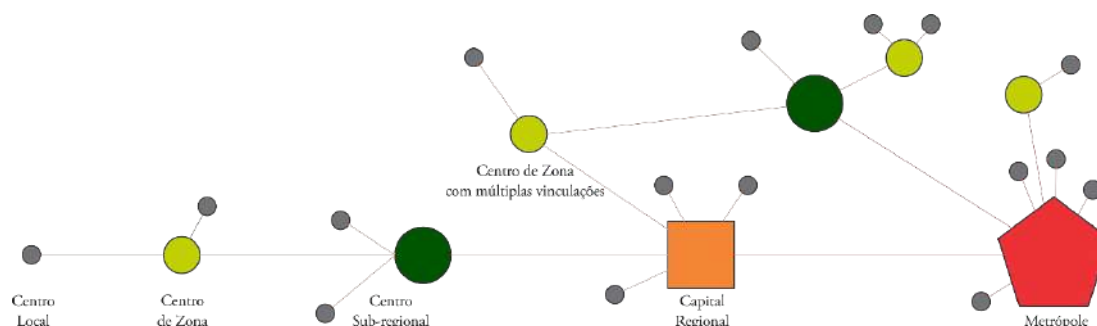 Centro de Zona
com múltiplas vinculações
Centro
Local
Centro
de Zona
Centro
Sub-regional
Capital
Regional
Metrópole